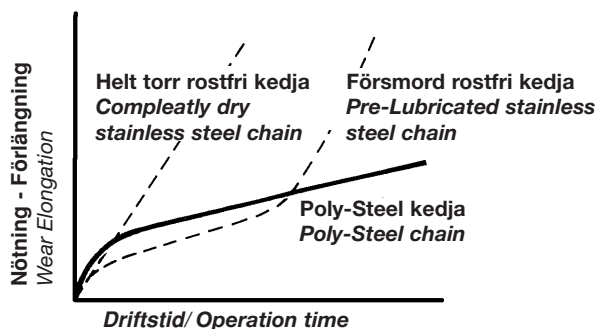 Helt torr rostfri kedja
Compleatly dry
stainless steel chain
Försmord rostfri kedja
Pre-Lubricated stainless
steel chain
Poly-Steel kedja
Poly-Steel chain
Nötning - Förlängning
Wear Elongation
Driftstid/ Operation time